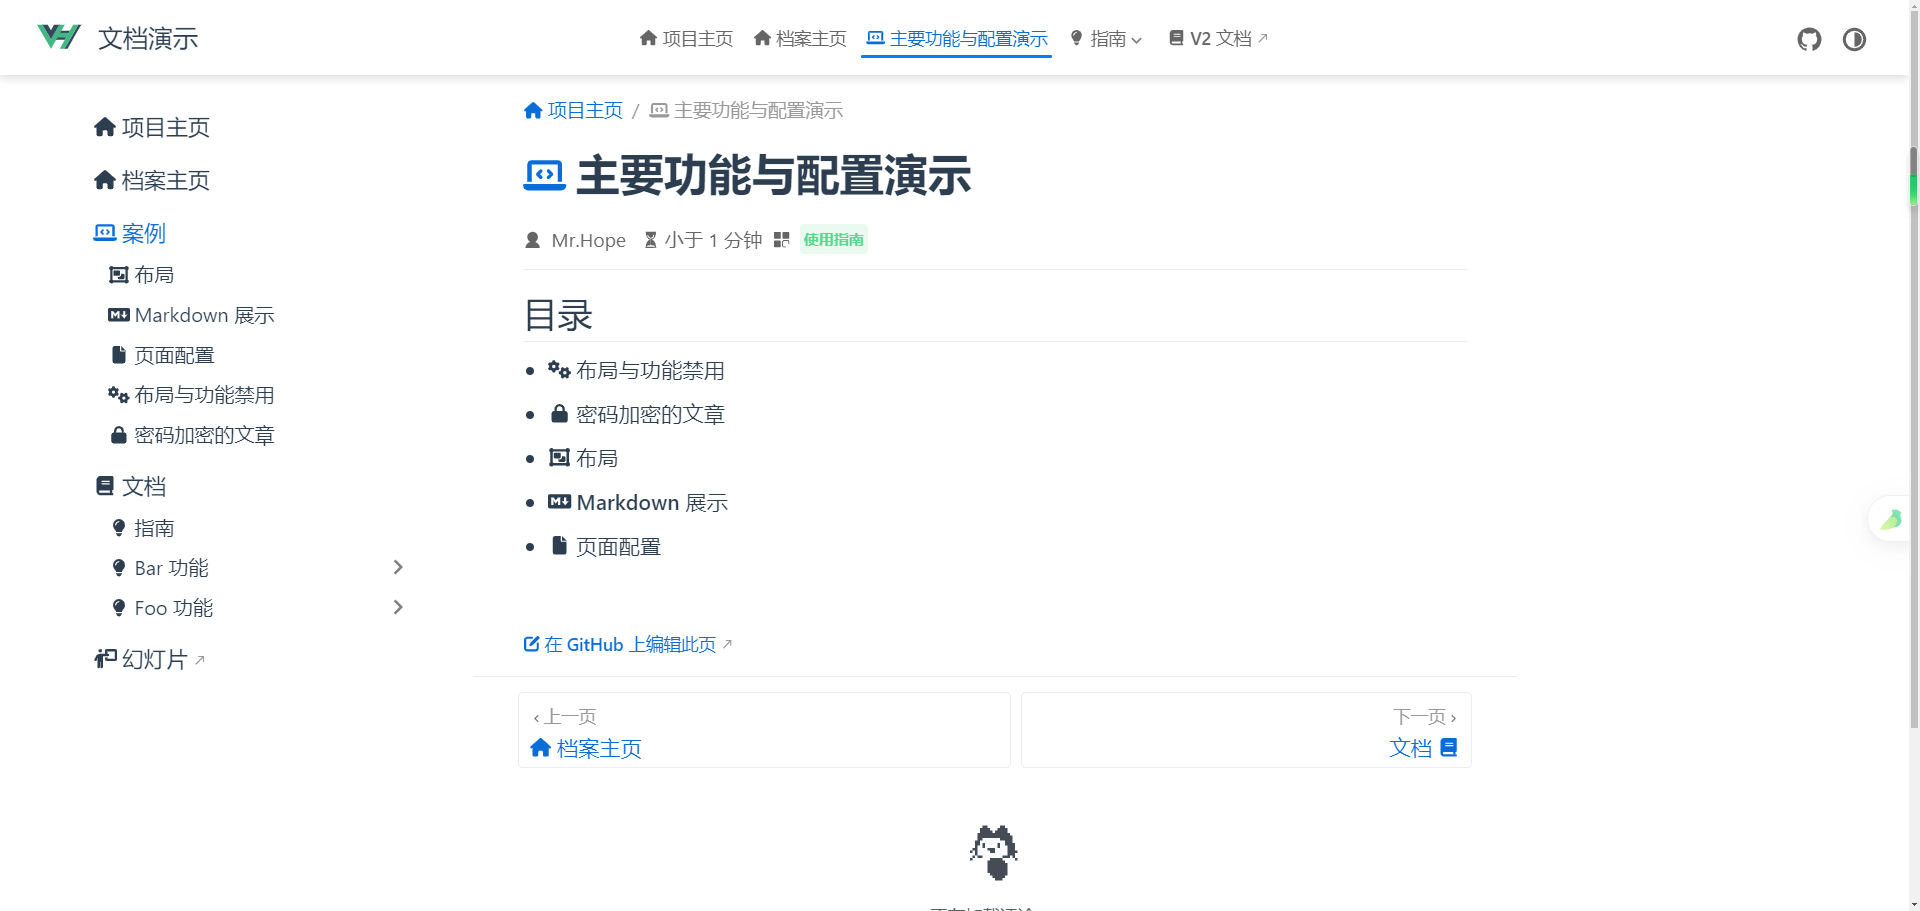 文档演示
项目主页 档案主页 主要功能与配置演示 指南 V2 文档
项目主页 / 主要功能与配置演示
项目主页
档案主页
案例
布局
Markdown 展示
页面配置
布局与功能禁用
密码加密的文章
文档
指南
Bar 功能
Foo 功能
幻灯片
主要功能与配置演示
Mr.Hope 小于 1 分钟 使用指南
目录
布局与功能禁用
密码加密的文章
布局
Markdown 展示
页面配置
在 GitHub 上编辑此页
‹ 上一页
档案主页
下一页 ›
文档